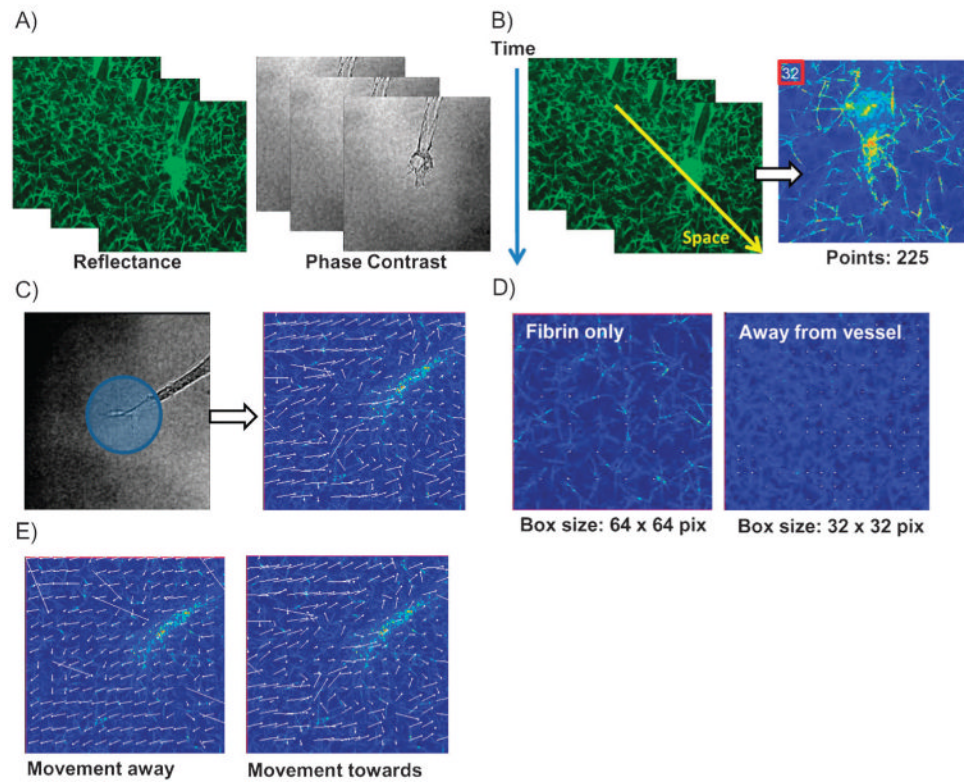 A)
Reflectance
Phase Contrast
B)
Time
Space
32
Points: 225
C)
D)
Fibrin only
Away from vessel
Box size: 64 x 64 pix
Box size: 32 x 32 pix
E)
Movement away
Movement towards